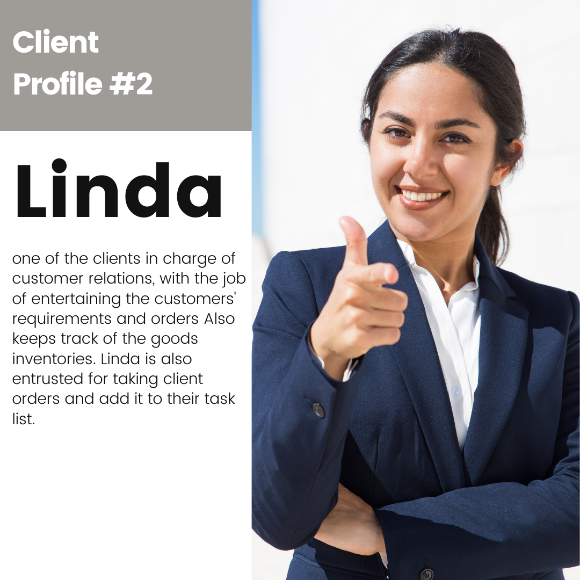 Client
Profile #2
Linda
one of the clients in charge of
customer relations, with the job
of entertaining the customers'
requirements and orders Also
keeps track of the goods
inventories. Linda is also
entrusted for taking client
orders and add it to their task
list.